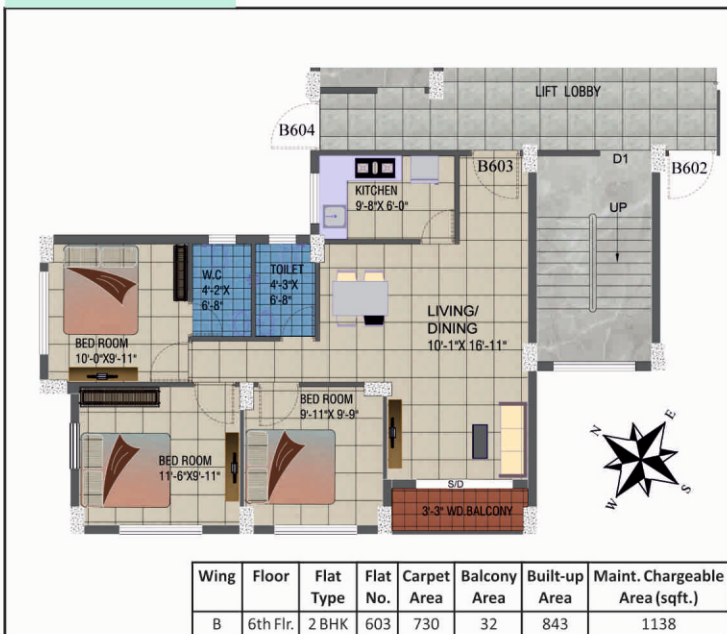 LIFT LOBBY
B604
B603
D1
B602
KITCHEN
9'-8"X 6'-0"
UP
W.C
4'-2"X
6'-8"
TOILET
4'-3"X
6'-8"
LIVING/
DINING
10'-1"X 16'-11"
BED ROOM
10'-0"X9'-11"
BED ROOM
9'-11"X 9'-9"
BED ROOM
11'-6"X9'-11"
N
E
W
S
S/D
3'-3" WD.BALCONY
Wing Floor Flat Type Flat No. Carpet Area Balcony Area Built-up Area Maint. Chargeable Area (sqft.)
B 6th Flr. 2 BHK 603 730 32 843 1138